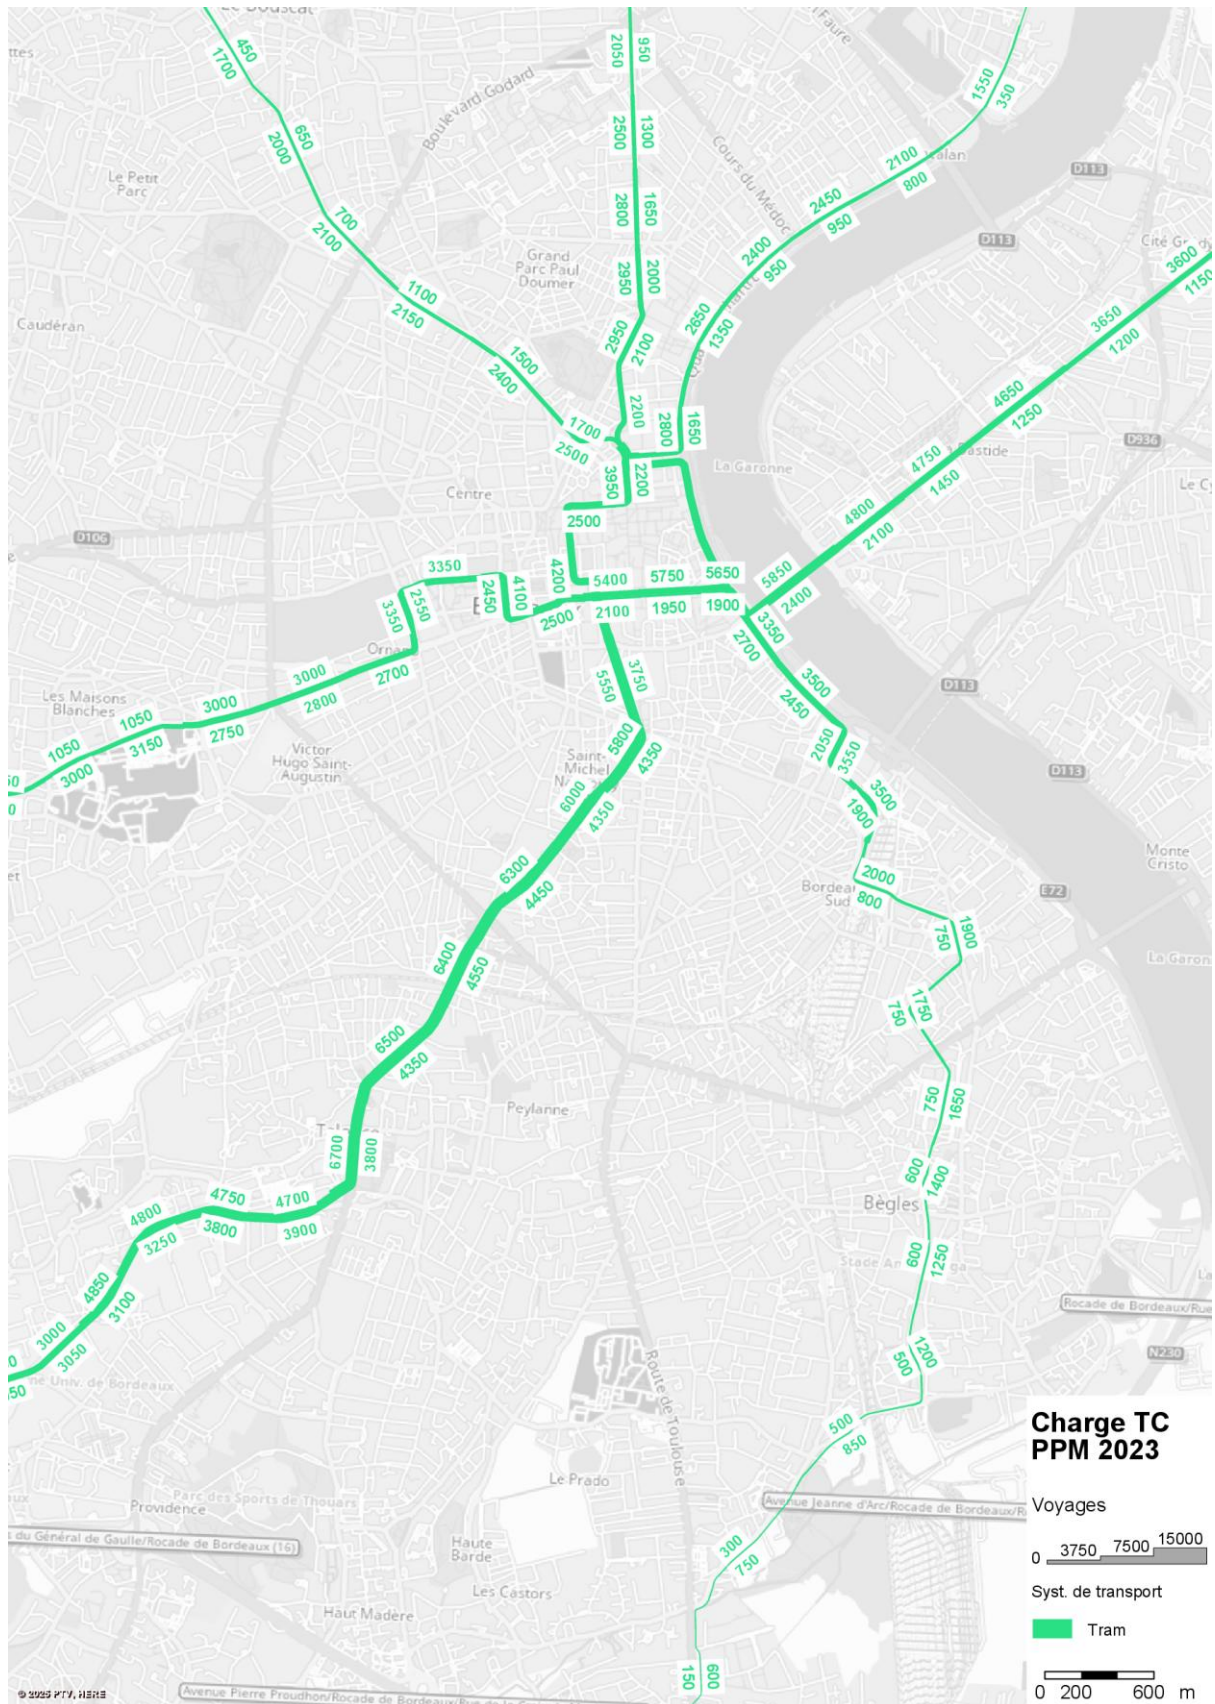 Le Bouscat
Faure
450
1700
950
2050
1550
350
Boulevard Godard
650
2000
1300
2500
Cours du Médoc
2100
800
D113
Le Petit
Parc
700
2100
1650
2800
2450
950
D113
Cité
3600
1150
Grand
Parc Paul
Doumer
2000
2950
2400
950
1100
2150
Caudéran
2950
2100
2650
1350
3650
1200
1500
2400
4650
1250
1700
2500
2200
2800
1650
D936
Bastide
4750
1450
La Garonne
3950
2200
Centre
2500
4800
2100
D106
3350
4100
2450
4200
5400
5750
5650
5850
2400
3350
2550
2500
2100
1950
1900
3350
2700
Ornano
3000
2700
3750
5550
3500
2450
D113
Les Maisons
Blanches
3000
2800
1050
3150
2750
1050
3000
Victor
Hugo Saint-
Augustin
Saint-
Michel
5800
4350
2050
3550
D113
6000
4350
3500
1900
Monte
Cristo
6300
4450
2000
800
Bordeaux
Sud
E72
6400
4550
1900
750
La Garonne
1750
750
6500
4350
Peylanne
750
1650
6700
3800
600
1400
Bègles
4800
3250
4750
3800
4700
3900
600
1250
4850
3100
Rocade de Bordeaux/Rue
3000
3050
1200
500
N230
Univ. de Bordeaux
Route de Toulouse
500
850
Charge TC
PPM 2023
Le Prado
Parc des Sports de Thouars
Providence
Avenue Jeanne d'Arc/Rocade de Bordeaux/R
Voyages
du Général de Gaulle/Rocade de Bordeaux (16)
Haute
Barde
300
750
0 3750 7500 15000
Les Castors
Syst. de transport
Haut Madère
Tram
600
150
© 2025 PTV, HERE
Avenue Pierre Proudhon/Rocade de Bordeaux/Rue de la
0 200 600 m